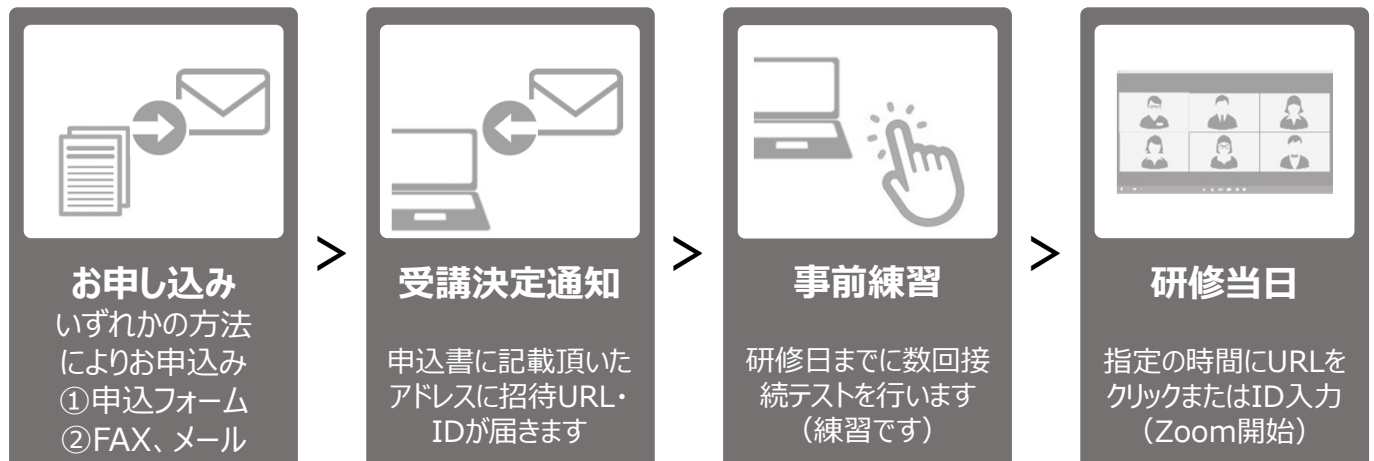 お申し込み
いずれかの方法
によりお申込み
①申込フォーム
②FAX、メール
>
受講決定通知
申込書に記載頂いた
アドレスに招待URL・
IDが届きます
>
事前練習
研修日までに数回接
続テストを行います
（練習です）
>
研修当日
指定の時間にURLを
クリックまたはID入力
（Zoom開始）